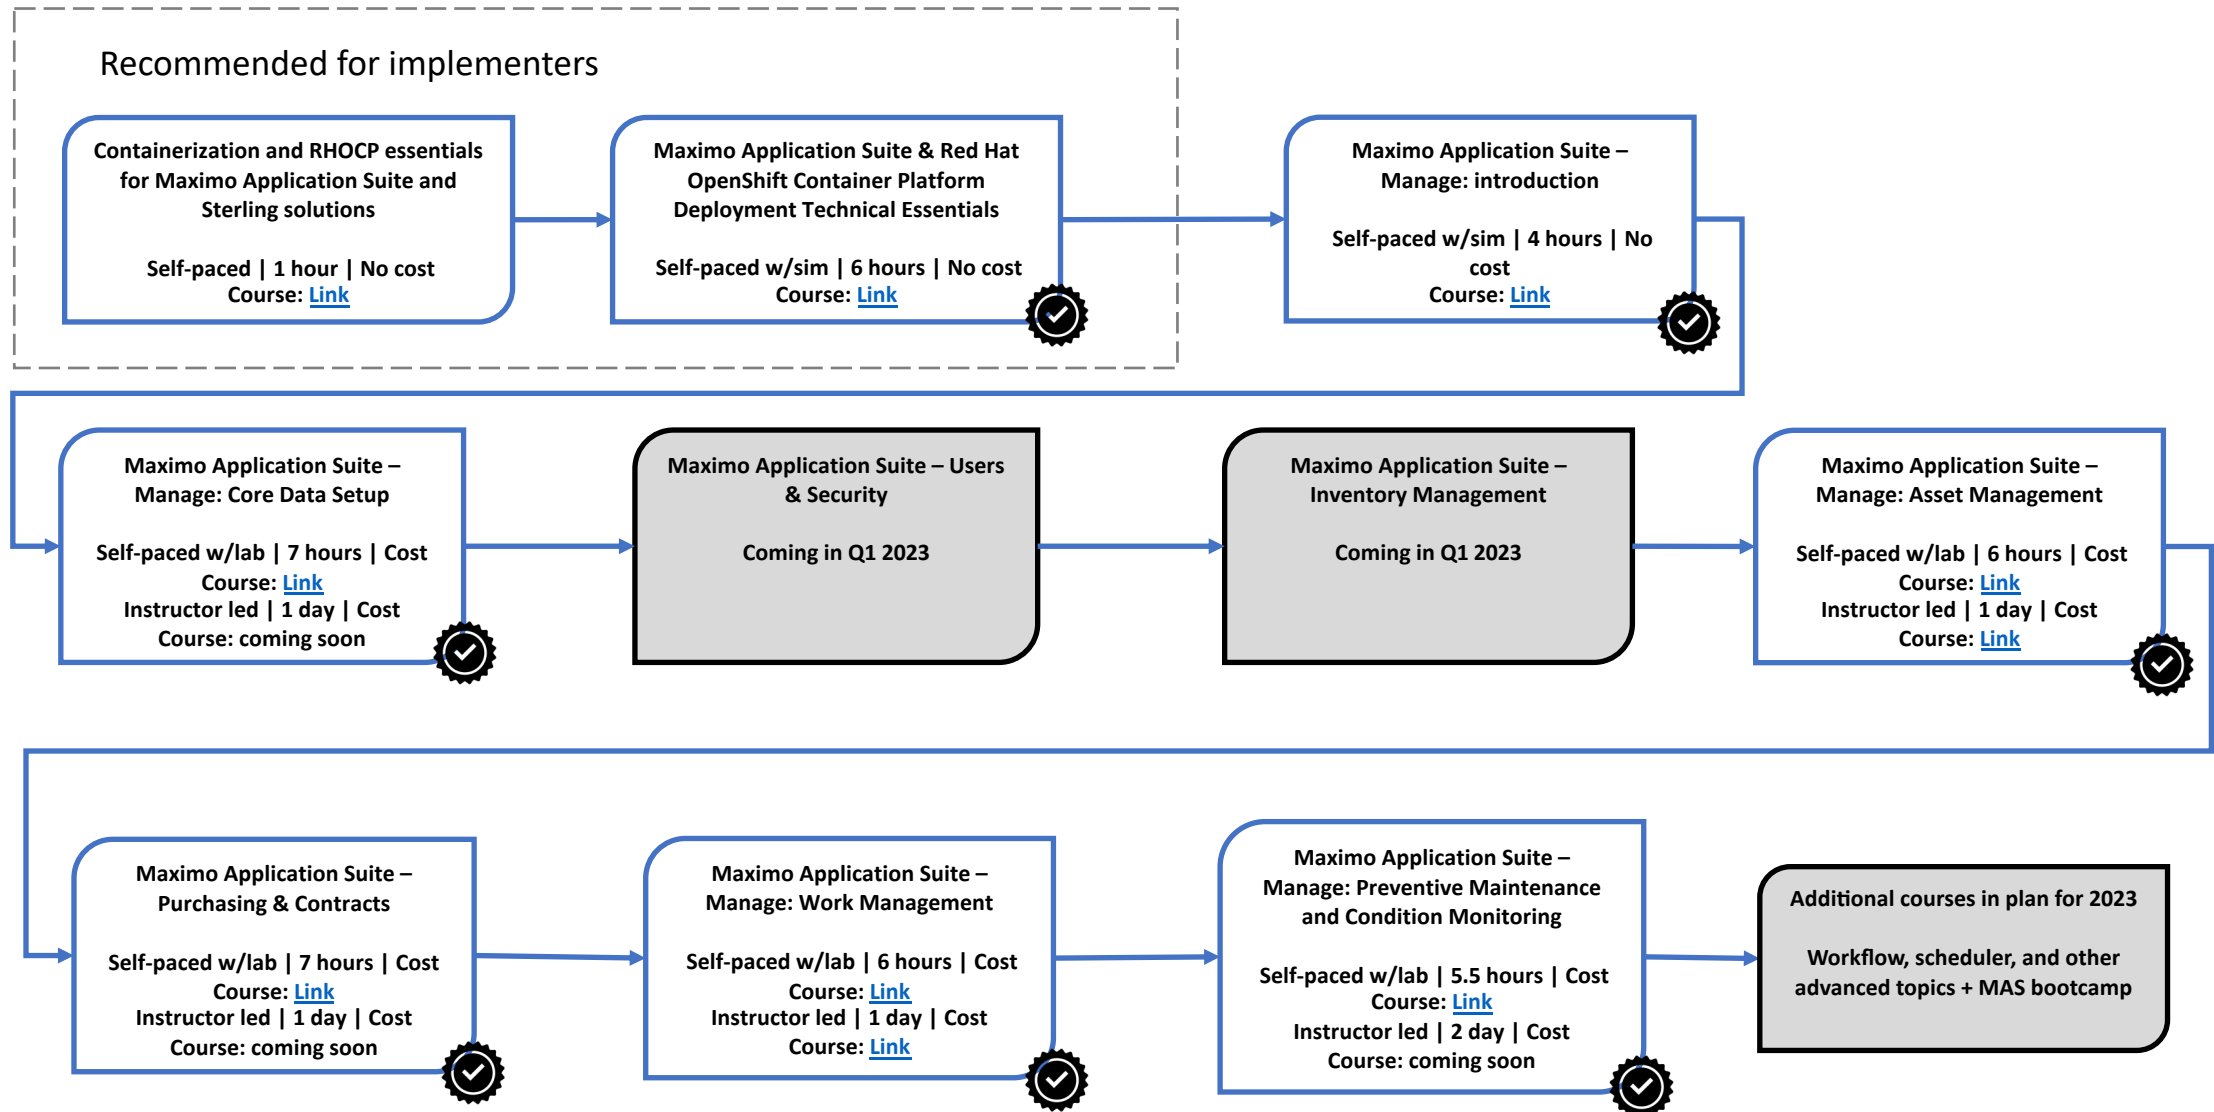 Recommended for implementers
Containerization and RHOCP essentials
for Maximo Application Suite and
Sterling solutions
Self-paced | 1 hour | No cost
Course: Link
Maximo Application Suite & Red Hat
OpenShift Container Platform
Deployment Technical Essentials
Self-paced w/sim | 6 hours | No cost
Course: Link
Maximo Application Suite –
Manage: introduction
Self-paced w/sim | 4 hours | No
cost
Course: Link
Maximo Application Suite –
Manage: Core Data Setup
Self-paced w/lab | 7 hours | Cost
Course: Link
Instructor led | 1 day | Cost
Course: coming soon
Maximo Application Suite – Users
& Security
Coming in Q1 2023
Maximo Application Suite –
Inventory Management
Coming in Q1 2023
Maximo Application Suite –
Manage: Asset Management
Self-paced w/lab | 6 hours | Cost
Course: Link
Instructor led | 1 day | Cost
Course: Link
Maximo Application Suite –
Purchasing & Contracts
Self-paced w/lab | 7 hours | Cost
Course: Link
Instructor led | 1 day | Cost
Course: coming soon
Maximo Application Suite –
Manage: Work Management
Self-paced w/lab | 6 hours | Cost
Course: Link
Instructor led | 1 day | Cost
Course: Link
Maximo Application Suite –
Manage: Preventive Maintenance
and Condition Monitoring
Self-paced w/lab | 5.5 hours | Cost
Course: Link
Instructor led | 2 day | Cost
Course: coming soon
Additional courses in plan for 2023
Workflow, scheduler, and other
advanced topics + MAS bootcamp